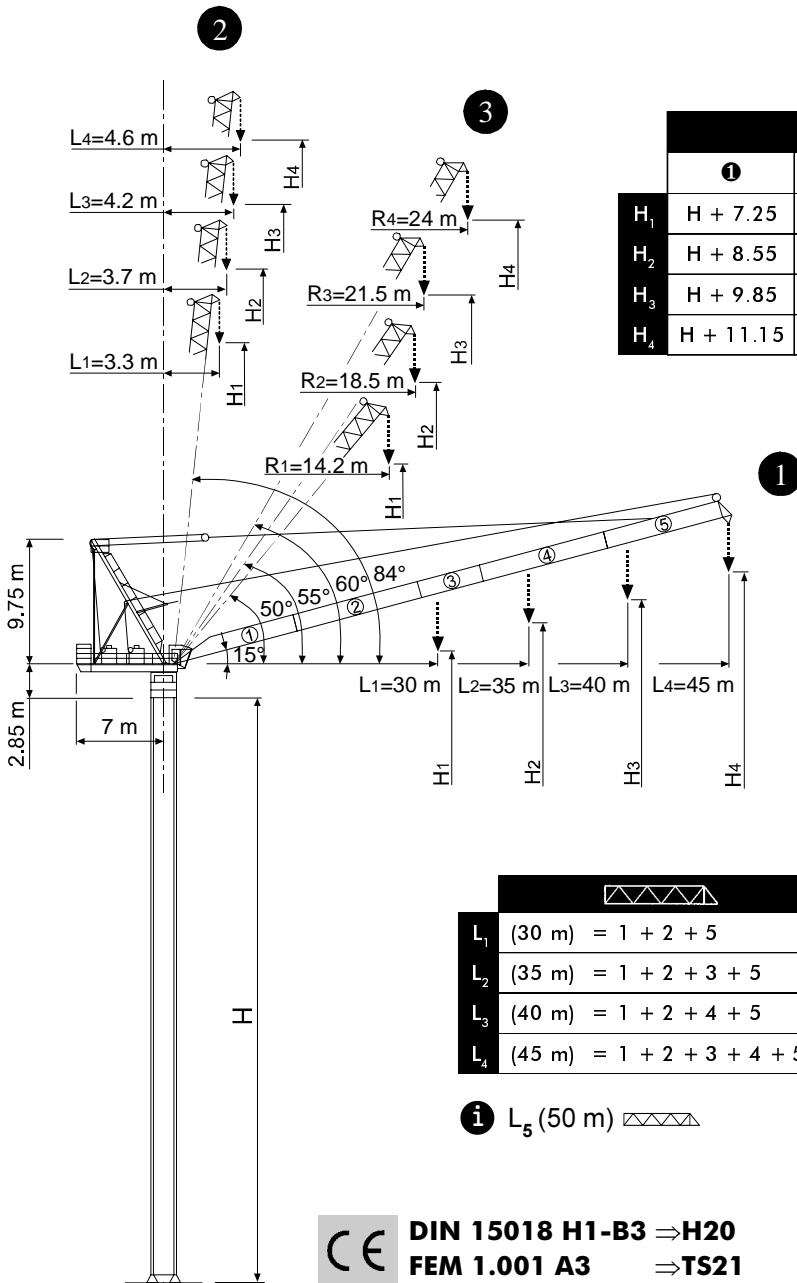 2
3
L4=4.6 m
H4
L3=4.2 m
H3
L2=3.7 m
H2
L1=3.3 m
H1
R4=24 m
H4
R3=21.5 m
H3
R2=18.5 m
H2
R1=14.2 m
H1
❶
H₁ H + 7.25
H₂ H + 8.55
H₃ H + 9.85
H₄ H + 11.15
1
9.75 m
2.85 m
7 m
15°
50°
55°
60°
84°
① ② ③ ④ ⑤
L1=30 m
L2=35 m
L3=40 m
L4=45 m
H1
H2
H3
H4
H
L₁ (30 m) = 1 + 2 + 5
L₂ (35 m) = 1 + 2 + 3 + 5
L₃ (40 m) = 1 + 2 + 4 + 5
L₄ (45 m) = 1 + 2 + 3 + 4 + 5
i L₅ (50 m)
CE
DIN 15018 H1-B3 ⇒H20
FEM 1.001 A3 ⇒TS21